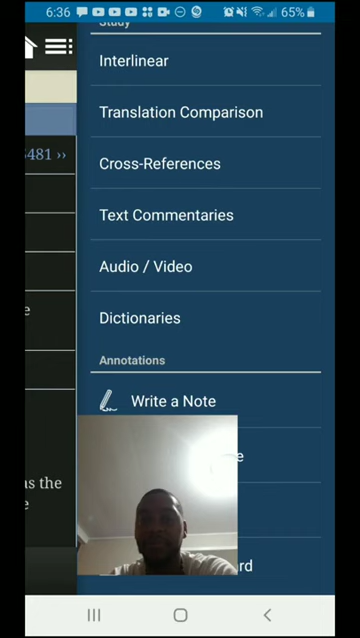 6:36
65%
Study
Interlinear
Translation Comparison
5481 ››
Cross-References
Text Commentaries
Audio / Video
Dictionaries
Annotations
Write a Note
as the